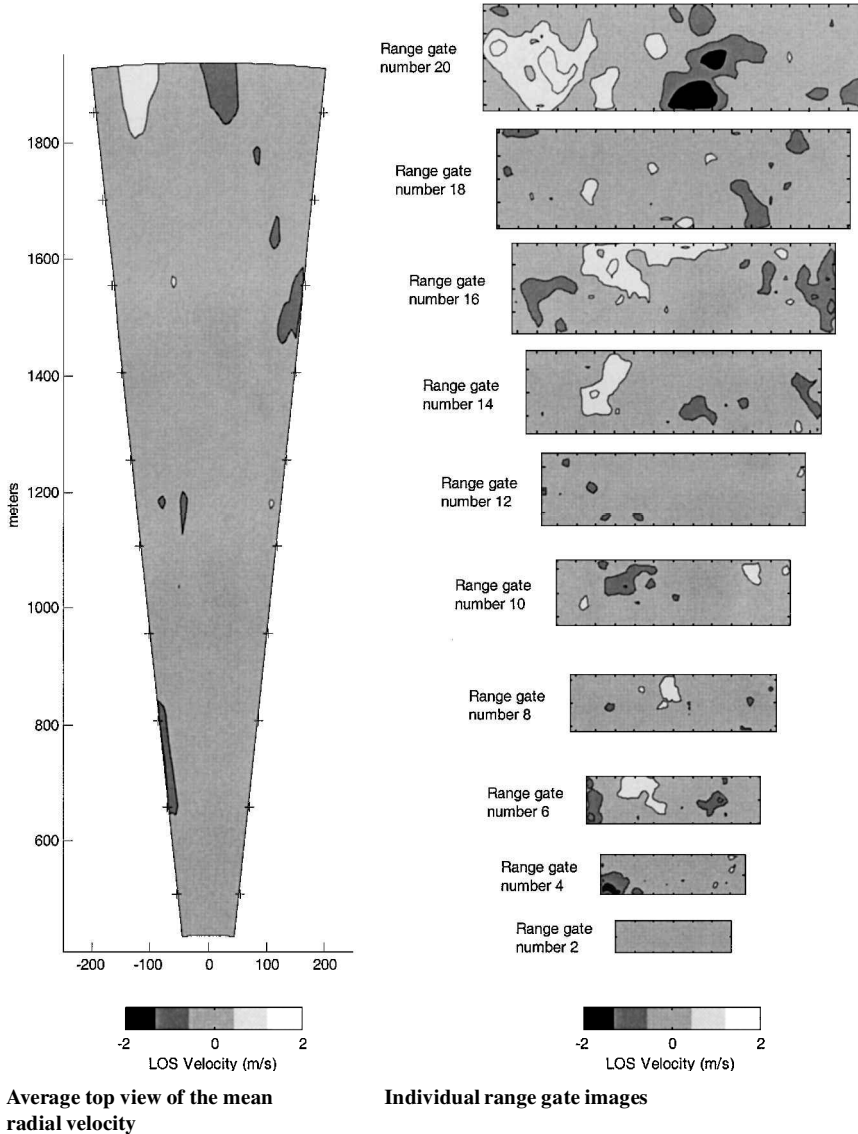 1800
1600
1400
1200
1000
800
600
meters
-200 -100 0 100 200
-2 0 2
LOS Velocity (m/s)
Average top view of the mean
radial velocity
Range gate
number 20
Range gate
number 18
Range gate
number 16
Range gate
number 14
Range gate
number 12
Range gate
number 10
Range gate
number 8
Range gate
number 6
Range gate
number 4
Range gate
number 2
-2 0 2
LOS Velocity (m/s)
Individual range gate images